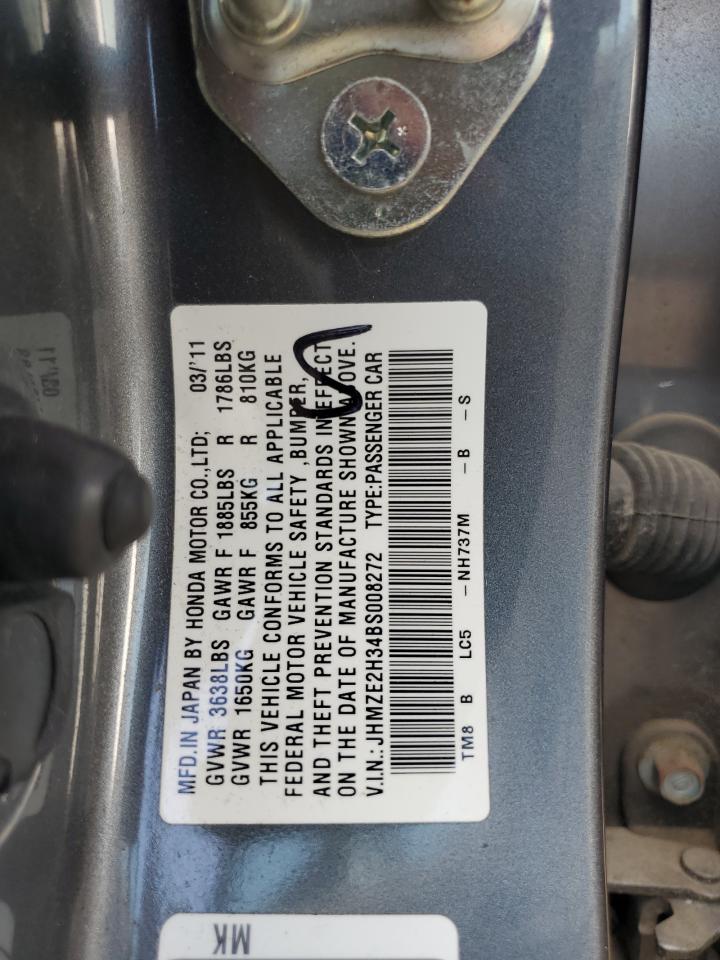 MFD.IN JAPAN BY HONDA MOTOR CO.,LTD; 03/'11
GVWR 3638LBS GAWR F 1885LBS R 1786LBS
GVWR 1650KG GAWR F 855KG R 810KG
THIS VEHICLE CONFORMS TO ALL APPLICABLE
FEDERAL MOTOR VEHICLE SAFETY ,BUMPER,
AND THEFT PREVENTION STANDARDS IN EFFECT
ON THE DATE OF MANUFACTURE SHOWN ABOVE.
V.I.N.: JHMZE2H34BS008272 TYPE:PASSENGER CAR
TM8 B LC5 -NH737M -B -S
MK